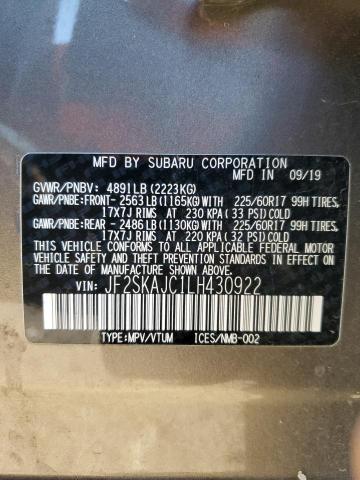 MFD. BY SUBARU CORPORATION
MFD IN 09/19
GVWR/PNBV: 4891LB (2223KG)
GAWR/PNBE:FRONT- 2563LB(1165KG)WITH 225/60R17 99H TIRES,
17X7J RIMS AT 230 KPA(33 PSI)COLD
GAWR/PNBE:REAR - 2486LB(1130KG)WITH 225/60R17 99H TIRES,
17X7J RIMS AT 220 KPA(32 PSI)COLD
THIS VEHICLE CONFORMS TO ALL APPLICABLE FEDERAL MOTOR
VEHICLE SAFETY, BUMPER, AND THEFT PREVENTION STANDARDS
IN EFFECT ON THE DATE OF MANUFACTURE SHOWN ABOVE.
VIN: JF2SKAJC1LH430922
TYPE:MPV/VTUM ICES/NMB-002